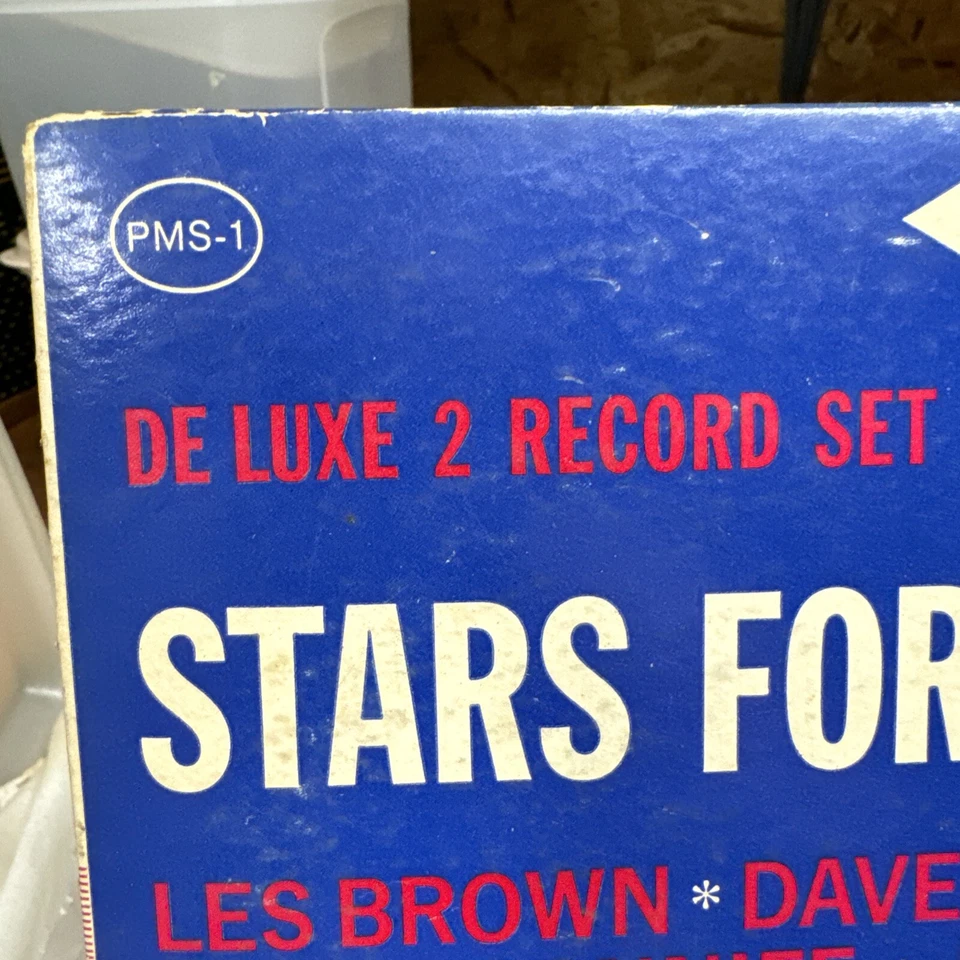 PMS-1
DE LUXE 2 RECORD SET
STARS FOR
LES BROWN * DAVE